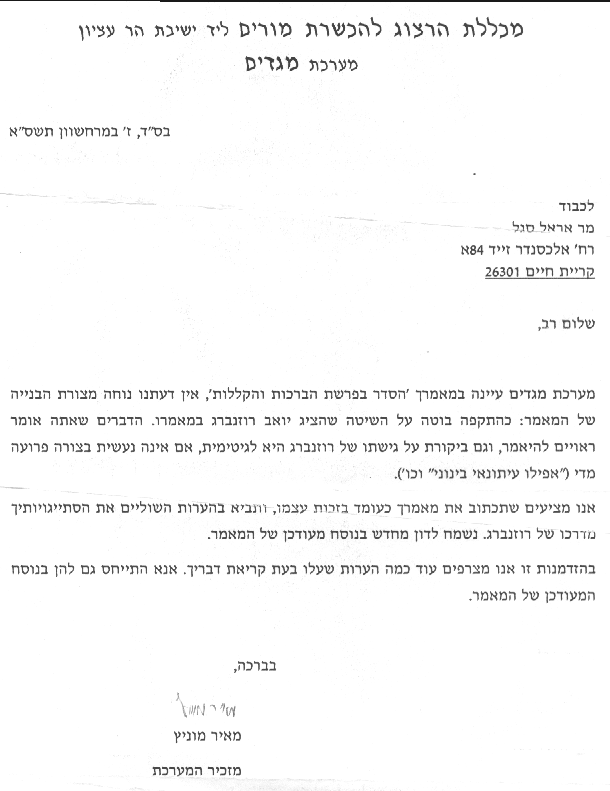 מכללת הרצוג להכשרת מורים ליד ישיבת הר עציון
מערכת מגדים
בס"ד, ז' במרחשוון תשס"א
לכבוד
מר אראל סגל
רח' אלכסנדר זייד 84א
קריית חיים 26301
שלום רב,
מערכת מגדים עיינה במאמרך 'הסדר בפרשת הברכות והקללות', אין דעתנו נוחה מצורת הבנייה
של המאמר: כהתקפה בוטה על השיטה שהציג יואב רוזנברג במאמרו. הדברים שאתה אומר
ראויים להיאמר, וגם ביקורת על גישתו של רוזנברג היא לגיטימית, אם אינה נעשית בצורה פרועה
מדי ("אפילו עיתונאי בינוני" וכו').
אנו מציעים שתכתוב את מאמרך כעומד בזכות עצמו, ותביא בהערות השוליים את הסתייגויותיך
מדרכו של רוזנברג. נשמח לדון מחדש בנוסח מעודכן של המאמר.
בהזדמנות זו אנו מצרפים עוד כמה הערות שעלו בעת קריאת דבריך. אנא התייחס גם להן בנוסח
המעודכן של המאמר.
בברכה,
מאיר מוניץ
מזכיר המערכת